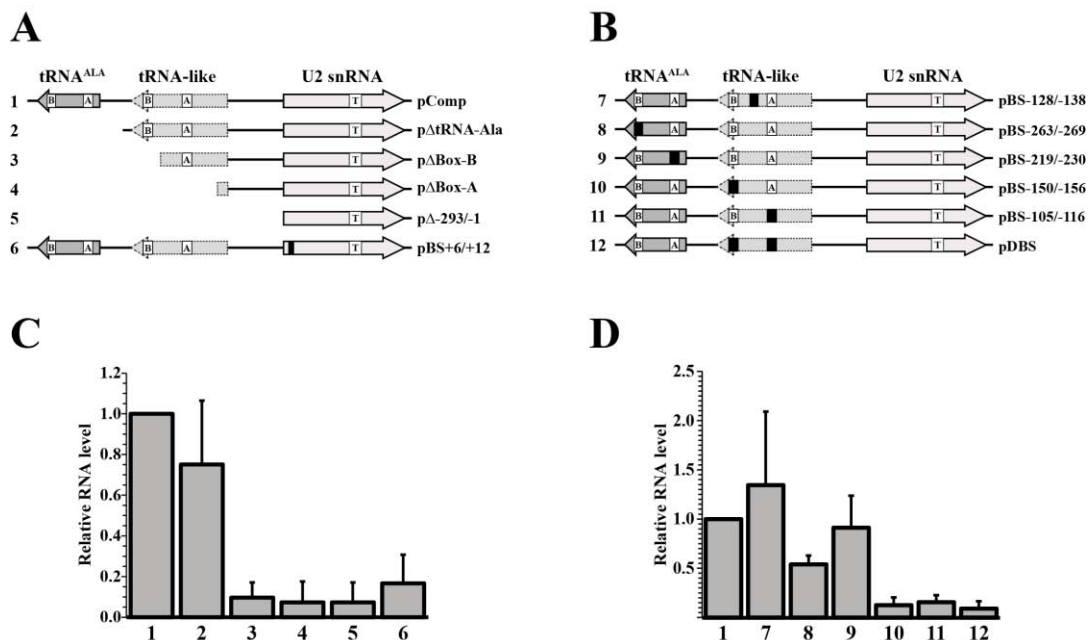 A
tRNAALA tRNA-like U2 snRNA
1 B A B A T pComp
2 B A T pΔtRNA-Ala
3 A T pΔBox-B
4 T pΔBox-A
5 T pΔ-293/-1
6 B A B A T pBS+6/+12
B
tRNAALA tRNA-like U2 snRNA
7 B A B A T pBS-128/-138
8 A B A T pBS-263/-269
9 B B A T pBS-219/-230
10 B A A T pBS-150/-156
11 B A B T pBS-105/-116
12 B A T pDBS
C
Relative RNA level
1.2
1.0
0.8
0.6
0.4
0.2
0.0
1 2 3 4 5 6
D
Relative RNA level
2.5
2.0
1.5
1.0
0.5
1 7 8 9 10 11 12